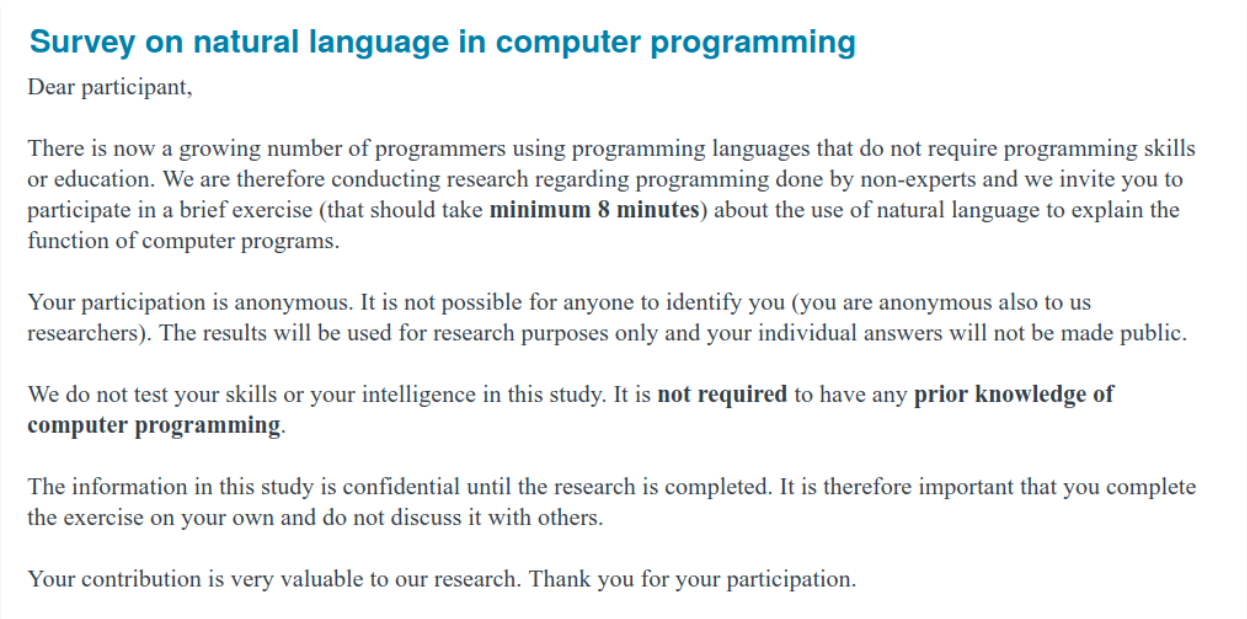 Survey on natural language in computer programming
Dear participant,
There is now a growing number of programmers using programming languages that do not require programming skills
or education. We are therefore conducting research regarding programming done by non-experts and we invite you to
participate in a brief exercise (that should take minimum 8 minutes) about the use of natural language to explain the
function of computer programs.
Your participation is anonymous. It is not possible for anyone to identify you (you are anonymous also to us
researchers). The results will be used for research purposes only and your individual answers will not be made public.
We do not test your skills or your intelligence in this study. It is not required to have any prior knowledge of
computer programming.
The information in this study is confidential until the research is completed. It is therefore important that you complete
the exercise on your own and do not discuss it with others.
Your contribution is very valuable to our research. Thank you for your participation.